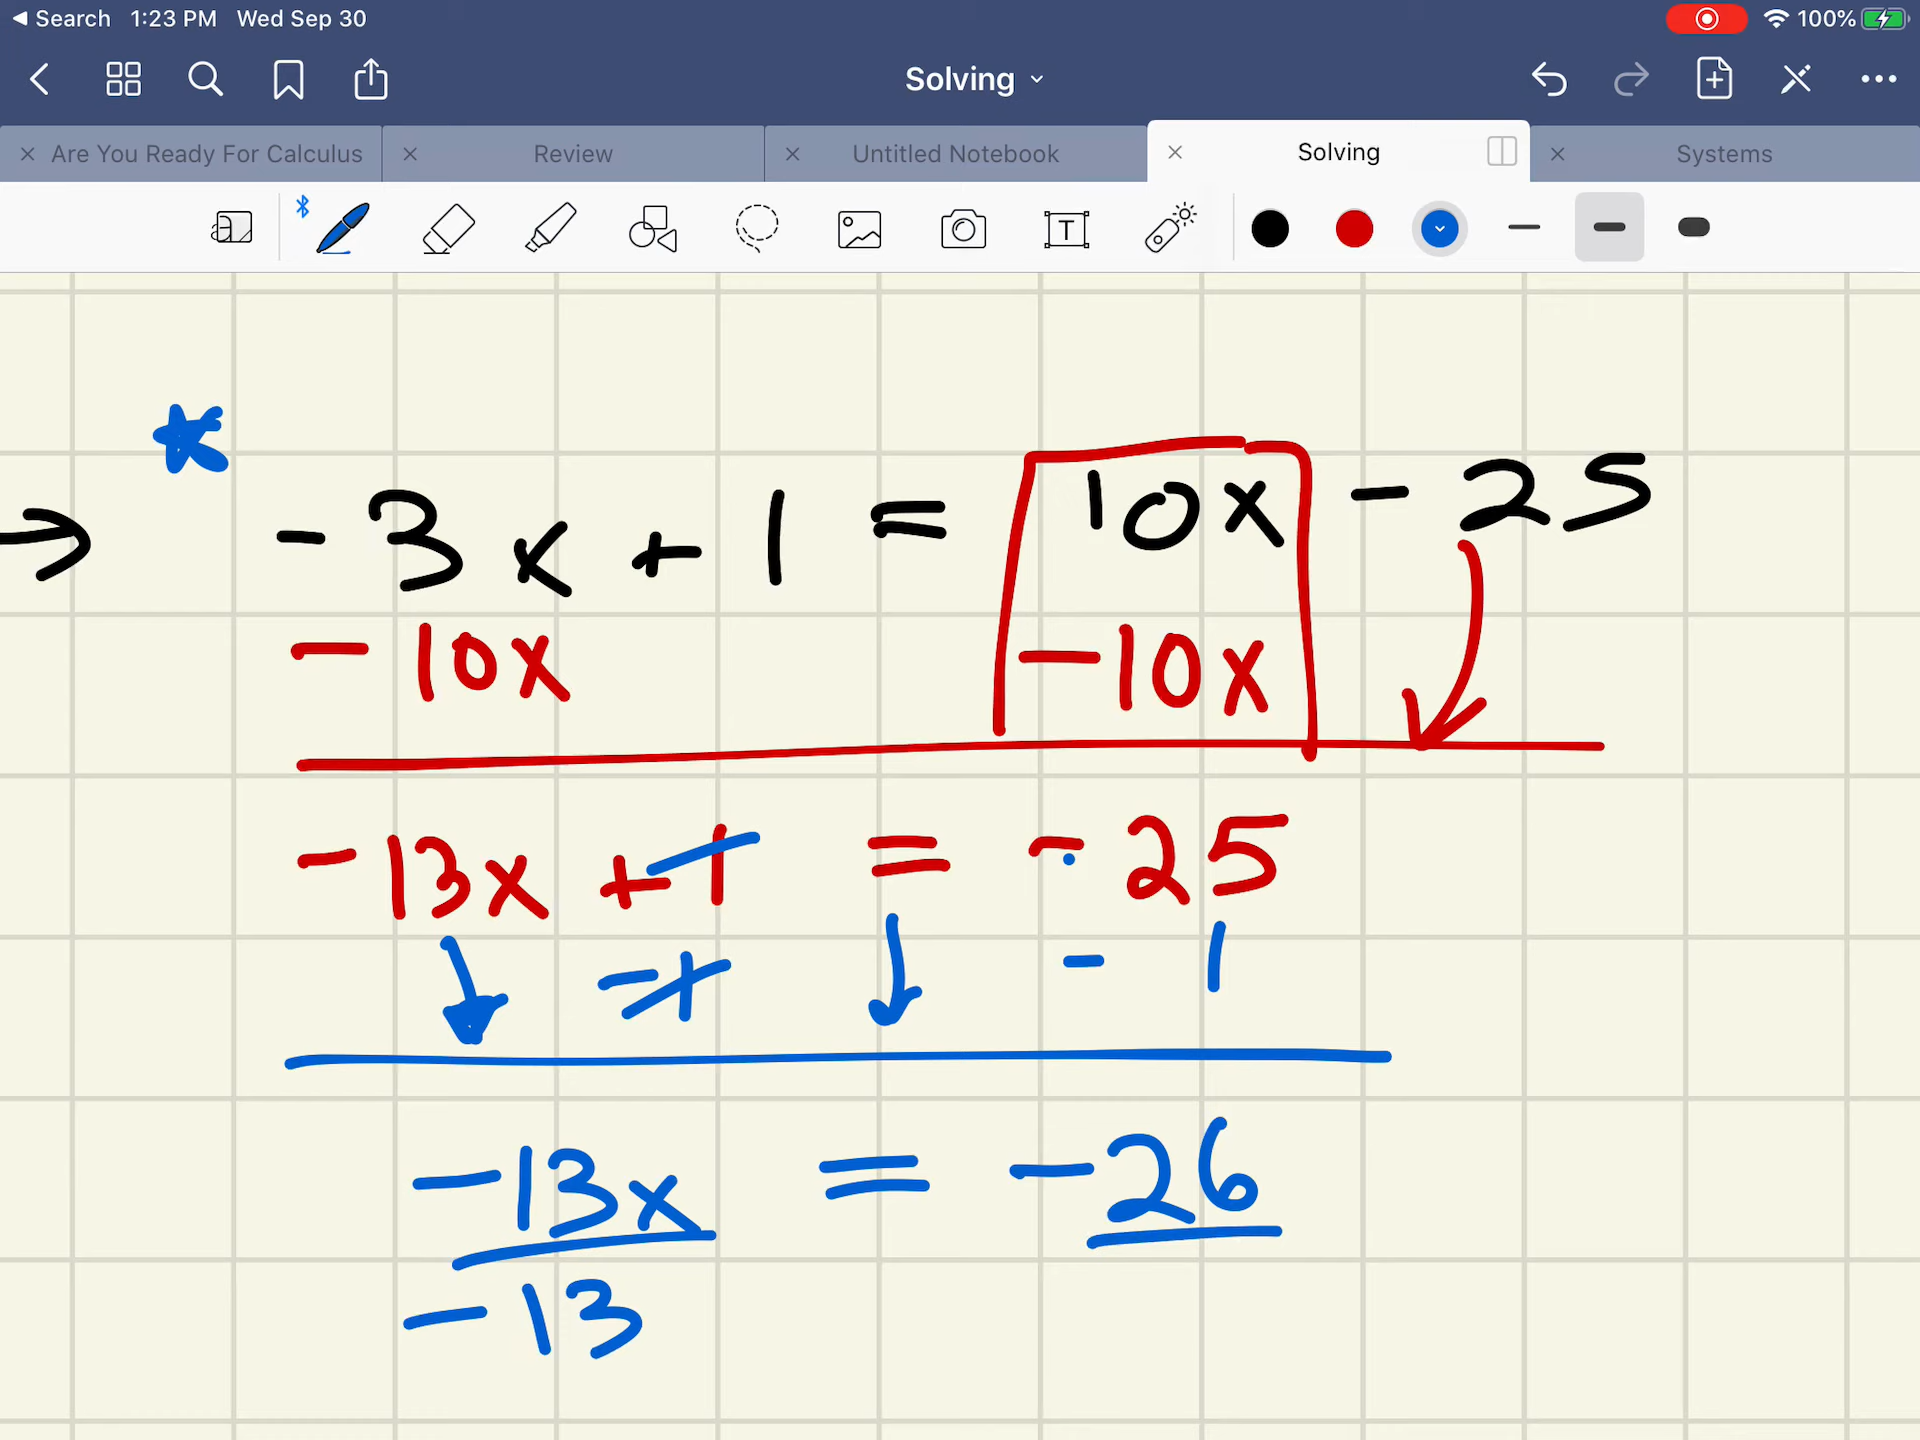 Search 1:23 PM Wed Sep 30 100%
Solving
Are You Ready For Calculus Review Untitled Notebook Solving Systems
T
* -3x + 1 = 10x - 25
-10x -10x
-13x +1 = -25
-1 -1
-13x = -26
-13